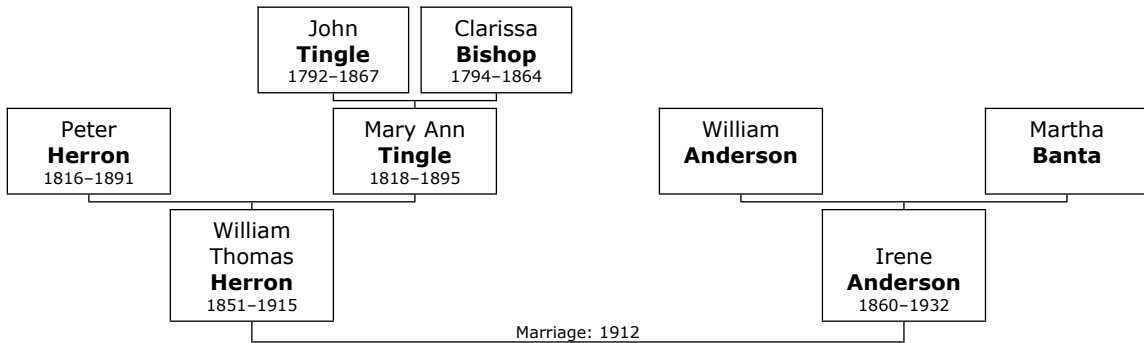 John
Tingle
1792–1867
Clarissa
Bishop
1794–1864
Peter
Herron
1816–1891
Mary Ann
Tingle
1818–1895
William
Anderson
Martha
Banta
William
Thomas
Herron
1851–1915
Irene
Anderson
1860–1932
Marriage: 1912